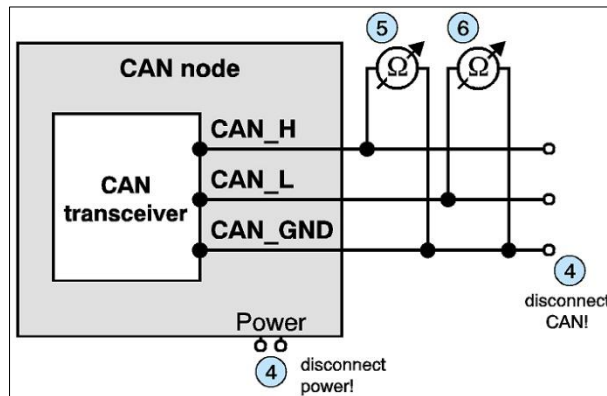 5
6
Ω
Ω
CAN node
CAN_H
CAN_L
CAN_GND
CAN
transceiver
4
disconnect
CAN!
Power
4
disconnect
power!